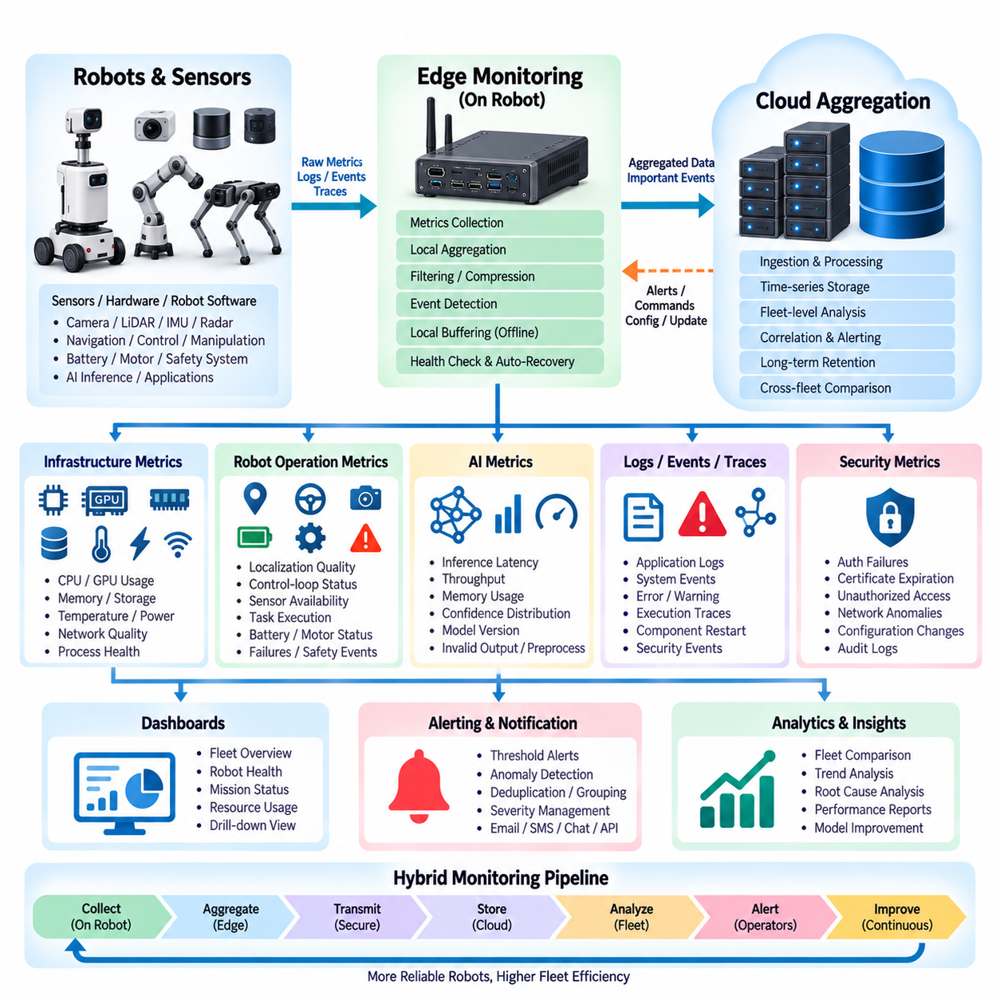 Robots & Sensors
Sensors / Hardware / Robot Software
• Camera / LiDAR / IMU / Radar
• Navigation / Control / Manipulation
• Battery / Motor / Safety System
• AI Inference / Applications
Raw Metrics
Logs / Events
Traces
Edge Monitoring
(On Robot)
Metrics Collection
Local Aggregation
Filtering / Compression
Event Detection
Local Buffering (Offline)
Health Check & Auto-Recovery
Aggregated Data
Important Events
Alerts /
Commands
Config / Update
Cloud Aggregation
Ingestion & Processing
Time-series Storage
Fleet-level Analysis
Correlation & Alerting
Long-term Retention
Cross-fleet Comparison
Infrastructure Metrics
GPU
• CPU / GPU Usage
• Memory / Storage
• Temperature / Power
• Network Quality
• Process Health
Robot Operation Metrics
• Localization Quality
• Control-loop Status
• Sensor Availability
• Task Execution
• Battery / Motor Status
• Failures / Safety Events
AI Metrics
• Inference Latency
• Throughput
• Memory Usage
• Confidence Distribution
• Model Version
• Invalid Output / Preprocess
Logs / Events / Traces
• Application Logs
• System Events
• Error / Warning
• Execution Traces
• Component Restart
• Security Events
Security Metrics
• Auth Failures
• Certificate Expiration
• Unauthorized Access
• Network Anomalies
• Configuration Changes
• Audit Logs
Dashboards
• Fleet Overview
• Robot Health
• Mission Status
• Resource Usage
• Drill-down View
Alerting & Notification
• Threshold Alerts
• Anomaly Detection
• Deduplication / Grouping
• Severity Management
• Email / SMS / Chat / API
Analytics & Insights
• Fleet Comparison
• Trend Analysis
• Root Cause Analysis
• Performance Reports
• Model Improvement
Hybrid Monitoring Pipeline
Collect
(On Robot)
Aggregate
(Edge)
Transmit
(Secure)
Store
(Cloud)
Analyze
(Fleet)
Alert
(Operators)
Improve
(Continuous)
More Reliable Robots, Higher Fleet Efficiency